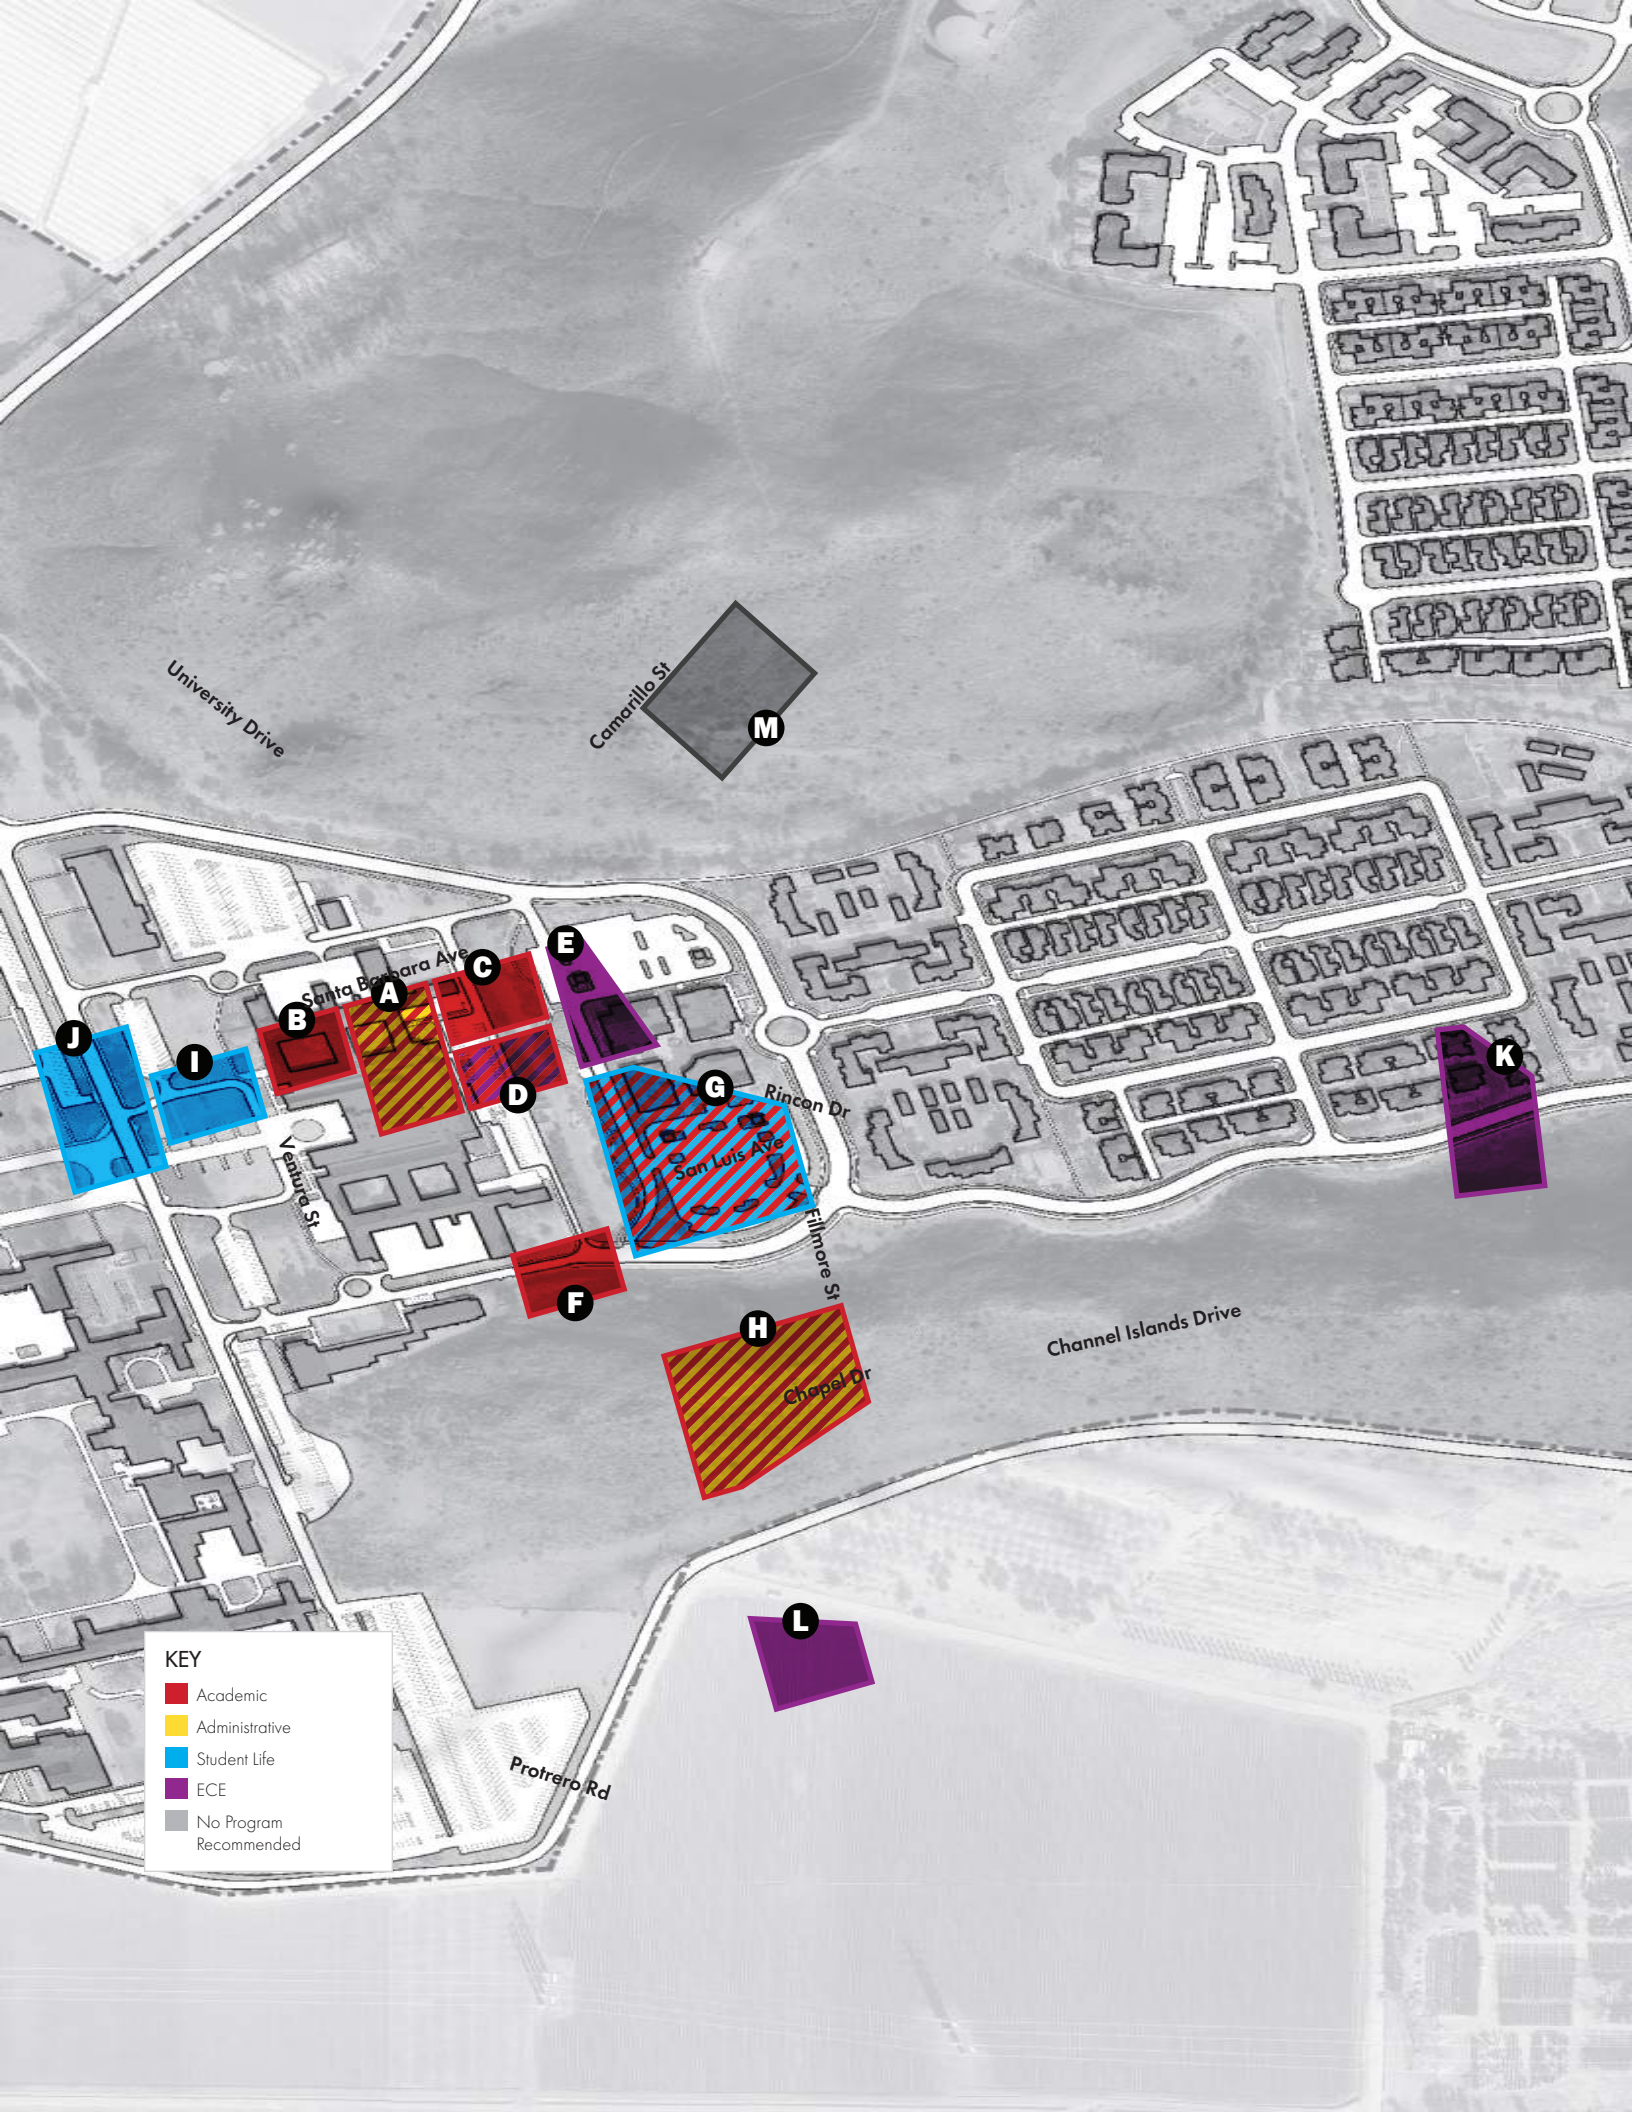 University Drive
Camarillo St
M
E
Santa Barbara Ave
C
A
B
J
I
D
K
G
Rincon Dr
San Luis Ave
Ventura St
Fillmore St
F
H
Channel Islands Drive
Chapel Dr
L
KEY
Academic
Administrative
Student Life
ECE
No Program
Recommended
Protrero Rd